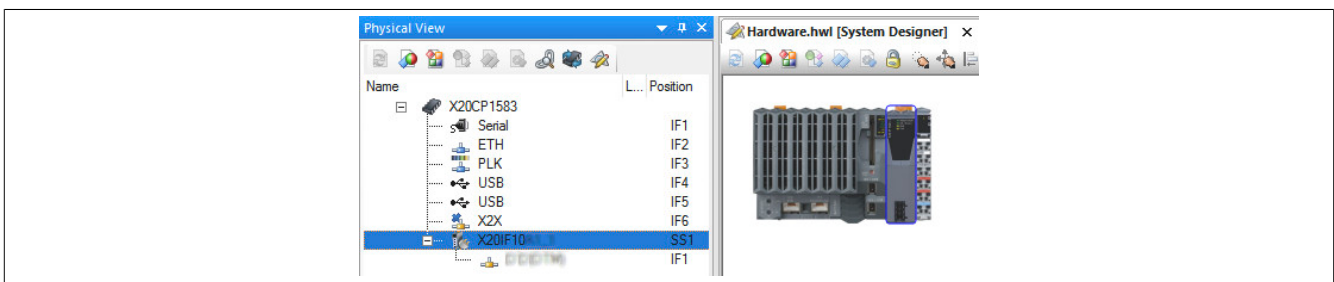 Physical View
Name L... Position
X20CP1583
Serial IF1
ETH IF2
PLK IF3
USB IF4
USB IF5
X2X IF6
X20IF10 SS1
IF1
Hardware.hwl [System Designer]